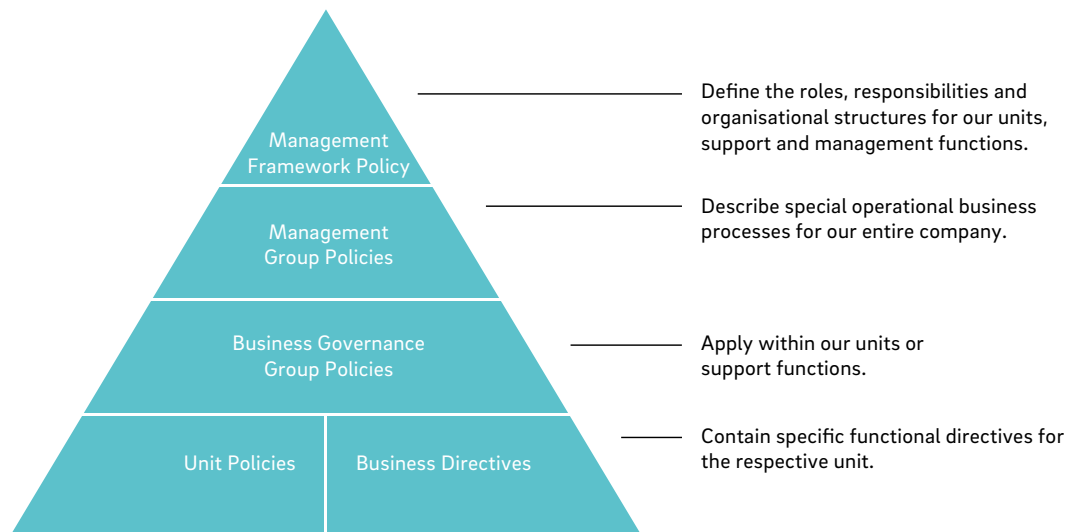 Management
Framework Policy
Define the roles, responsibilities and
organisational structures for our units,
support and management functions.
Management
Group Policies
Describe special operational business
processes for our entire company.
Business Governance
Group Policies
Apply within our units or
support functions.
Unit Policies
Business Directives
Contain specific functional directives for
the respective unit.